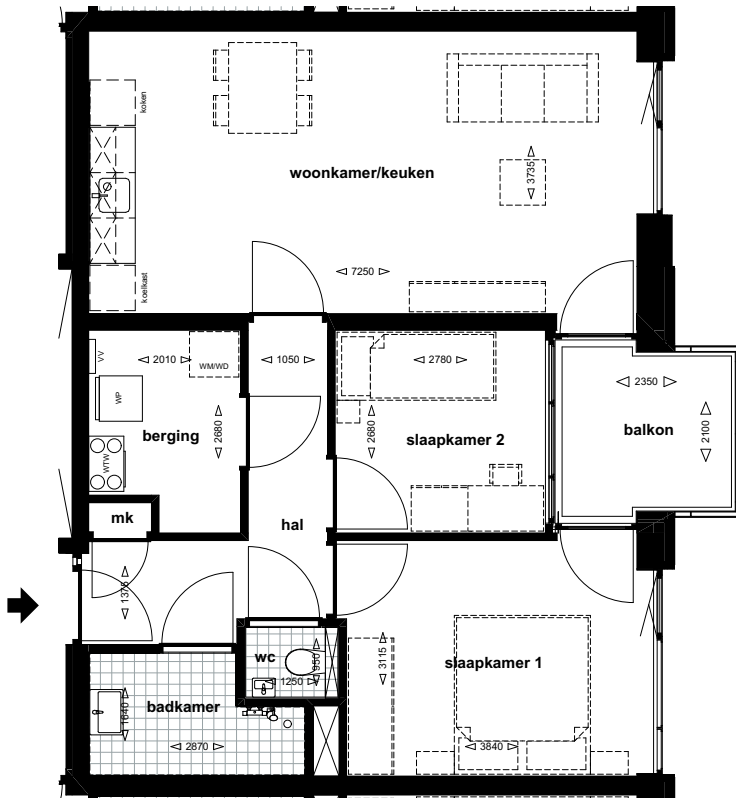 koken
woonkamer/keuken
3735
koelkast
7250
VV
2010
WM/WD
1050
2780
2350
WP
berging
2680
2680
slaapkamer 2
balkon
2100
WTW
mk
hal
1375
wc
950
1250
3115
slaapkamer 1
badkamer
1640
2870
3840